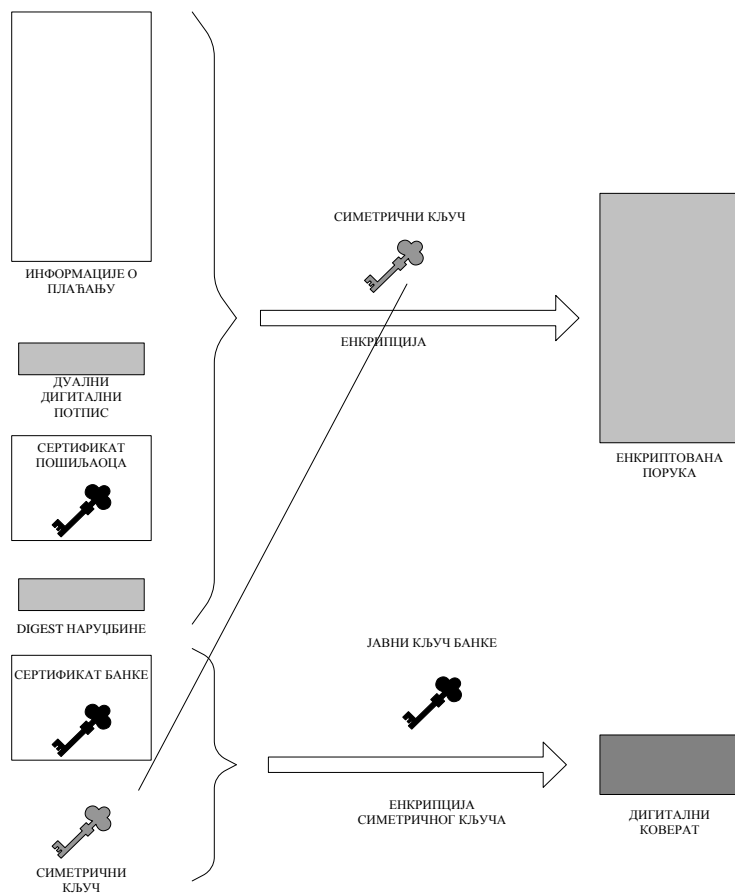 ИНФОРМАЦИЈЕ О
ПЛАЋАЊУ
ДУАЛНИ
ДИГИТАЛНИ
ПОТПИС
СЕРТИФИКАТ
ПОШИЉАОЦА
DIGEST НАРУЏБИНЕ
СИМЕТРИЧНИ КЉУЧ
ЕНКРИПЦИЈА
ЕНКРИПТОВАНА
ПОРУКА
СЕРТИФИКАТ БАНКЕ
СИМЕТРИЧНИ
КЉУЧ
ЈАВНИ КЉУЧ БАНКЕ
ЕНКРИПЦИЈА
СИМЕТРИЧНОГ КЉУЧА
ДИГИТАЛНИ
КОВЕРАТ